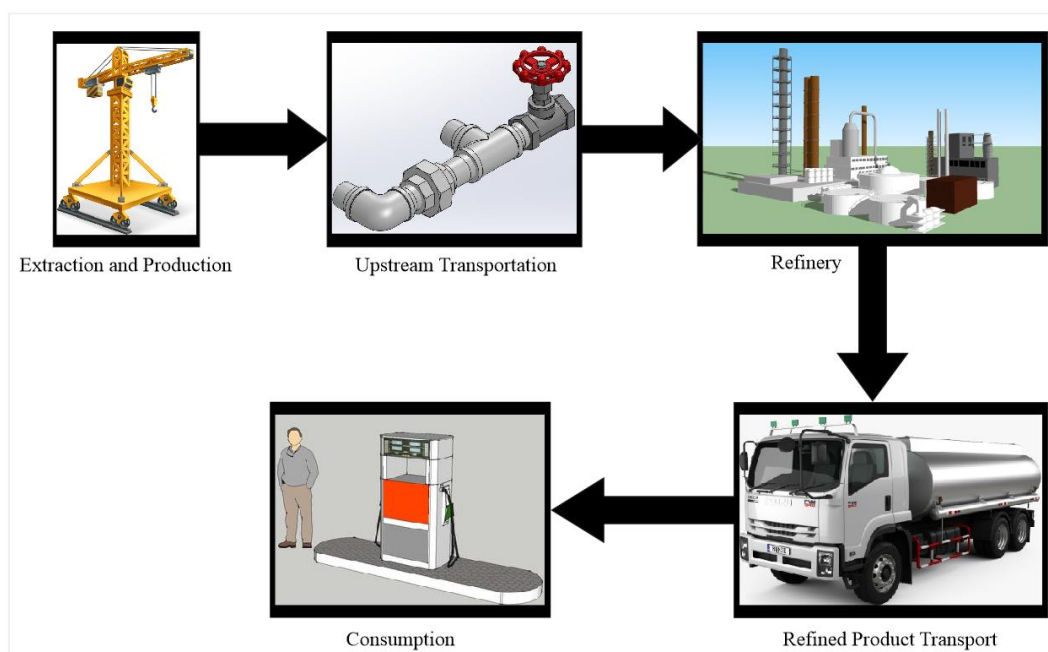 Extraction and Production
Upstream Transportation
Refinery
Refined Product Transport
Consumption